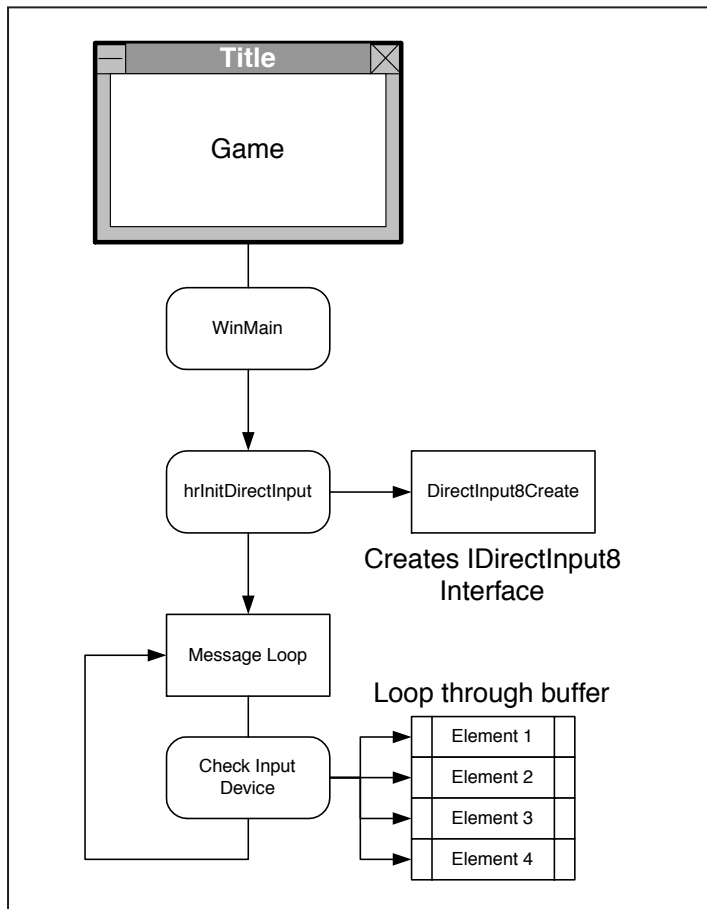 Title
Game
WinMain
hrInitDirectInput
DirectInput8Create
Creates IDirectInput8
Interface
Message Loop
Loop through buffer
Check Input
Device
Element 1
Element 2
Element 3
Element 4